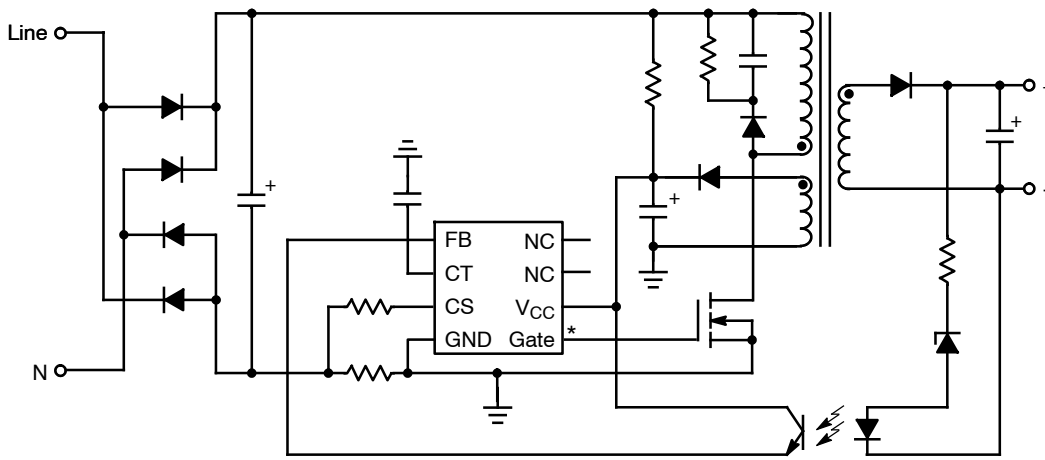 Line
+
+
+
FB
NC
CT
NC
CS
VCC
GND
Gate
*
N